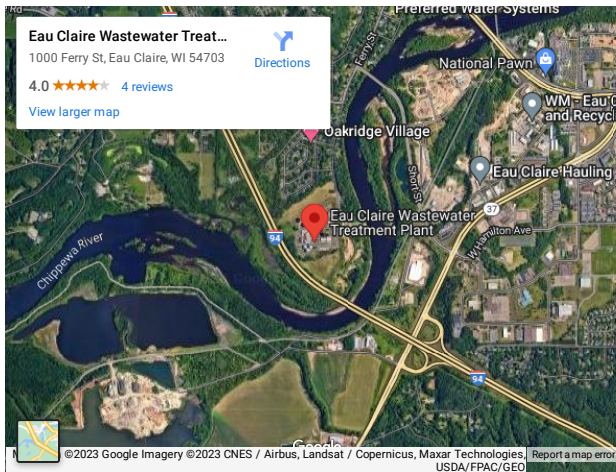 Rd
94
Preferred Water Systems
Eau Claire Wastewater Treat...
1000 Ferry St, Eau Claire, WI 54703
Directions
4.0
4 reviews
View larger map
Ferry St
National Pawn
WM - Eau C
and Recycl
Oakridge Village
Short St
Eau Claire Hauling
37
Eau Claire Wastewater
Treatment Plant
W Hamilton Ave
94
Chippewa River
94
Google
©2023 Google Imagery ©2023 CNES / Airbus, Landsat / Copernicus, Maxar Technologies,
USDA/FPAC/GEO
Report a map error